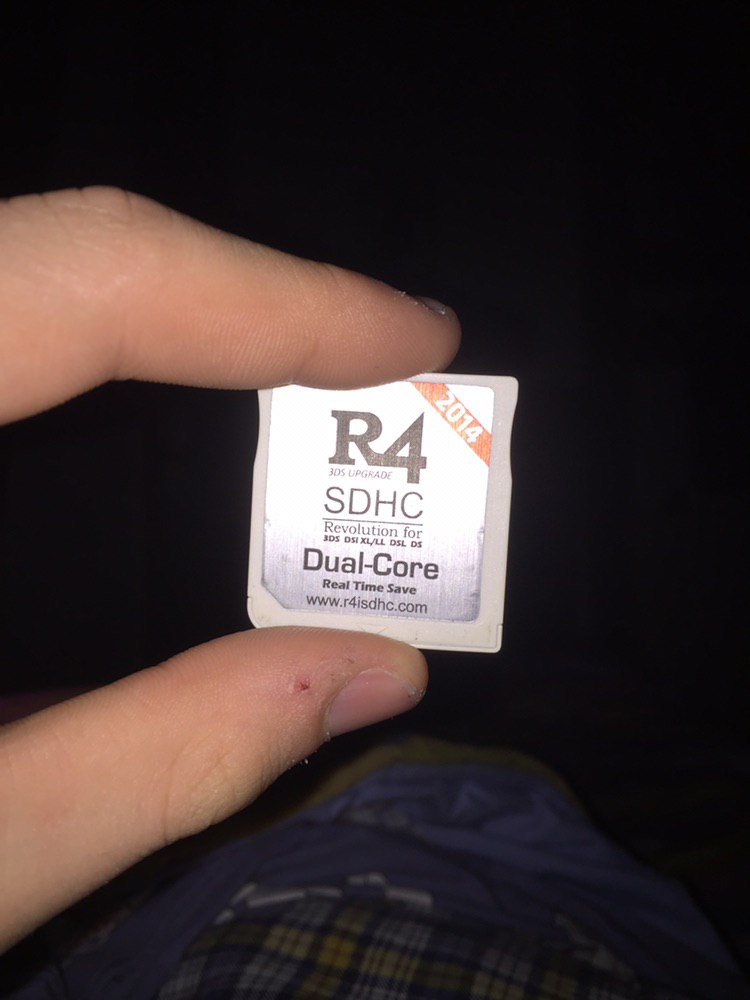 2014
R4
3DS UPGRADE
SDHC
Revolution for
3DS DSI XL/LL DSL DS
Dual-Core
Real Time Save
www.r4isdhc.com